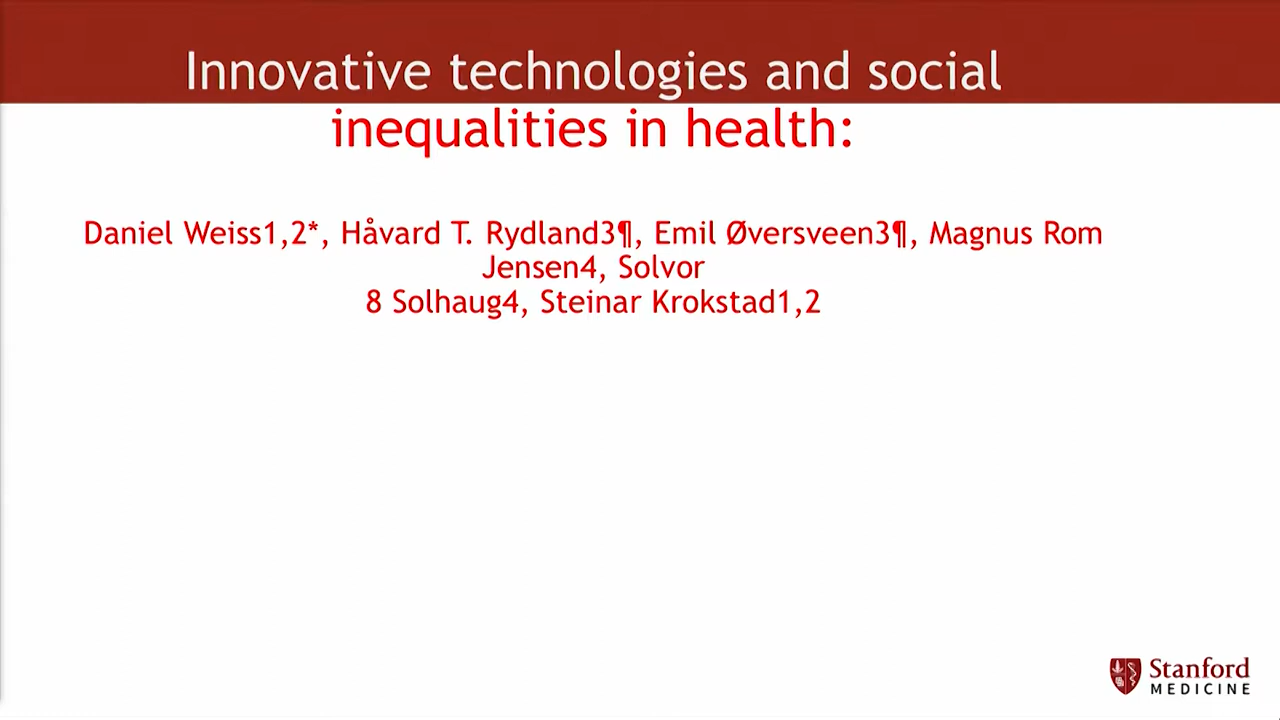 Innovative technologies and social
inequalities in health:
Daniel Weiss1,2*, Håvard T. Rydland3¶, Emil Øversveen3¶, Magnus Rom
Jensen4, Solvor
8 Solhaug4, Steinar Krokstad1,2
Stanford
MEDICINE